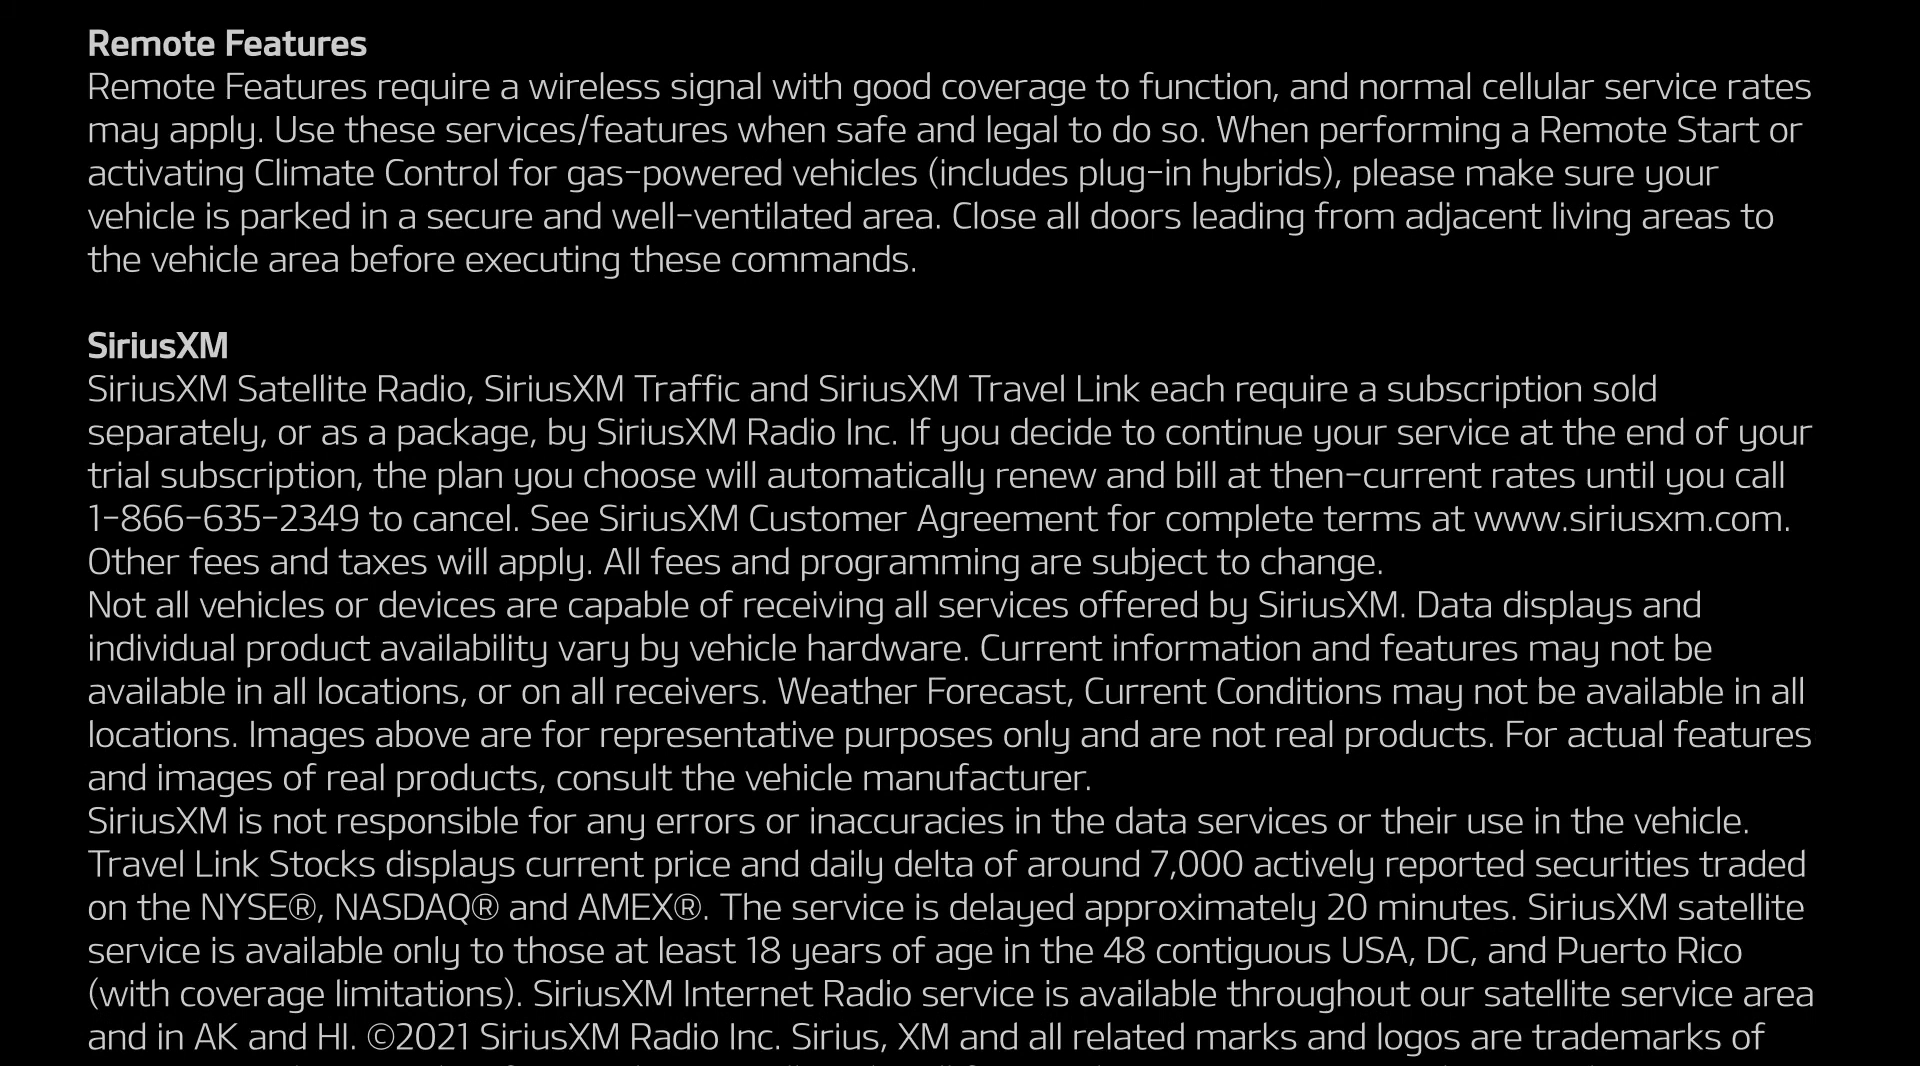 Remote Features
Remote Features require a wireless signal with good coverage to function, and normal cellular service rates
may apply. Use these services/features when safe and legal to do so. When performing a Remote Start or
activating Climate Control for gas-powered vehicles (includes plug-in hybrids), please make sure your
vehicle is parked in a secure and well-ventilated area. Close all doors leading from adjacent living areas to
the vehicle area before executing these commands.
SiriusXM
SiriusXM Satellite Radio, SiriusXM Traffic and SiriusXM Travel Link each require a subscription sold
separately, or as a package, by SiriusXM Radio Inc. If you decide to continue your service at the end of your
trial subscription, the plan you choose will automatically renew and bill at then-current rates until you call
1-866-635-2349 to cancel. See SiriusXM Customer Agreement for complete terms at www.siriusxm.com.
Other fees and taxes will apply. All fees and programming are subject to change.
Not all vehicles or devices are capable of receiving all services offered by SiriusXM. Data displays and
individual product availability vary by vehicle hardware. Current information and features may not be
available in all locations, or on all receivers. Weather Forecast, Current Conditions may not be available in all
locations. Images above are for representative purposes only and are not real products. For actual features
and images of real products, consult the vehicle manufacturer.
SiriusXM is not responsible for any errors or inaccuracies in the data services or their use in the vehicle.
Travel Link Stocks displays current price and daily delta of around 7,000 actively reported securities traded
on the NYSE®, NASDAQ® and AMEX®. The service is delayed approximately 20 minutes. SiriusXM satellite
service is available only to those at least 18 years of age in the 48 contiguous USA, DC, and Puerto Rico
(with coverage limitations). SiriusXM Internet Radio service is available throughout our satellite service area
and in AK and HI. ©2021 SiriusXM Radio Inc. Sirius, XM and all related marks and logos are trademarks of